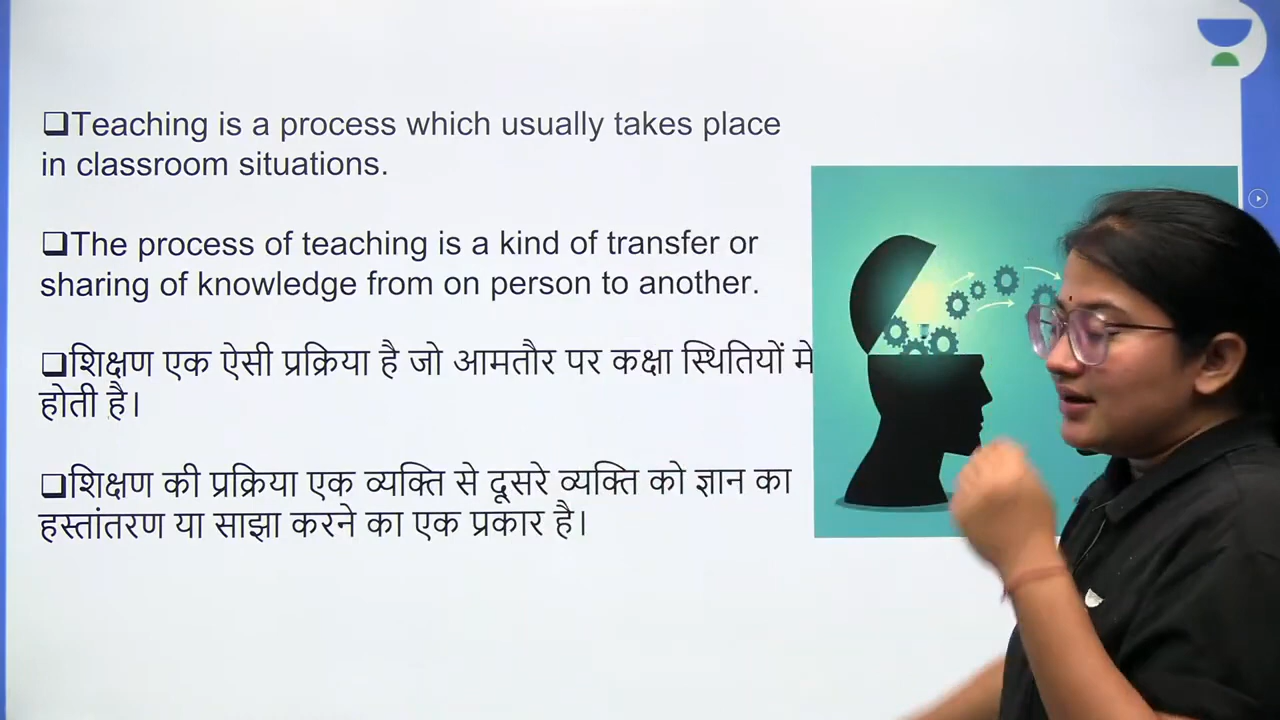 ❑Teaching is a process which usually takes place
in classroom situations.
❑The process of teaching is a kind of transfer or
sharing of knowledge from on person to another.
❑शिक्षण एक ऐसी प्रक्रिया है जो आमतौर पर कक्षा स्थितियों में
होती है।
❑शिक्षण की प्रक्रिया एक व्यक्ति से दूसरे व्यक्ति को ज्ञान का
हस्तांतरण या साझा करने का एक प्रकार है।